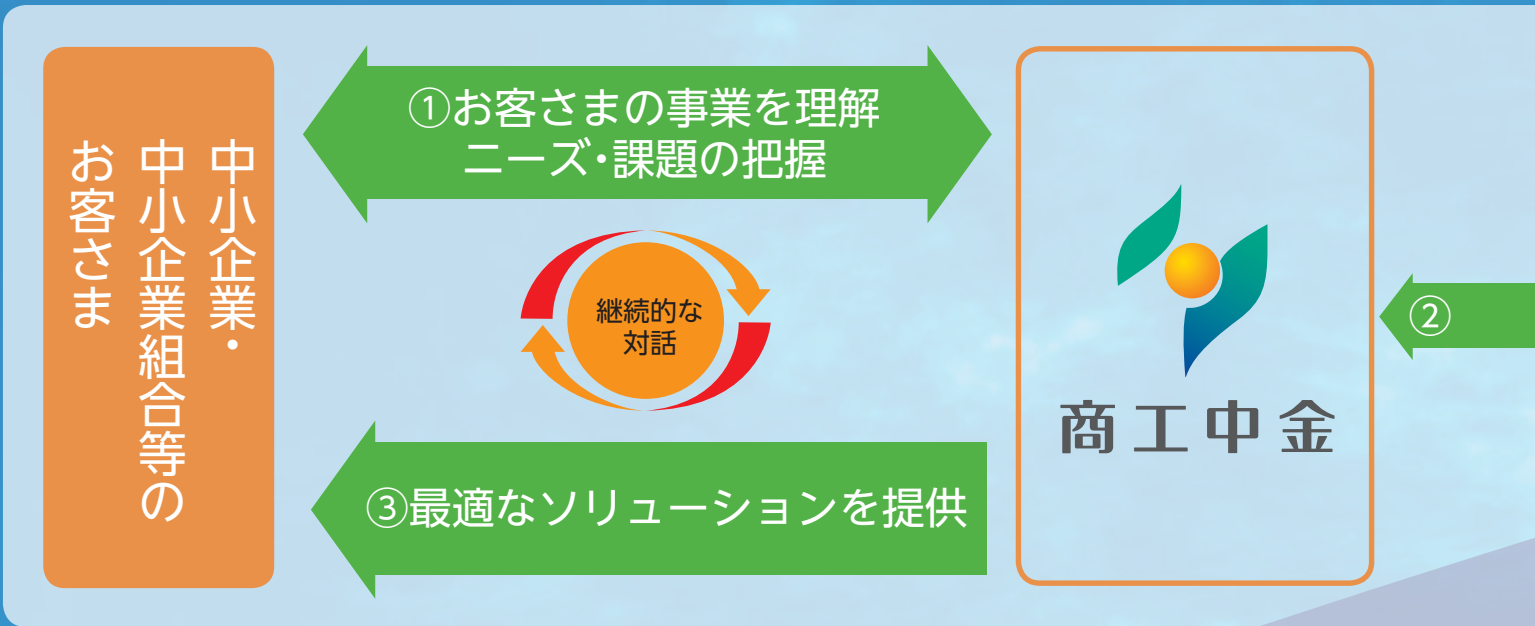 中小企業・
中小企業組合等の
お客さま
①お客さまの事業を理解
ニーズ・課題の把握
継続的な
対話
③最適なソリューションを提供
商工中金
②